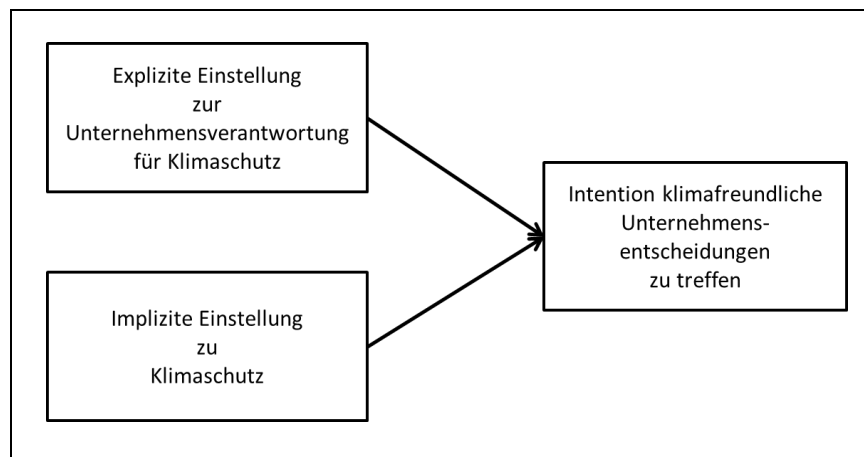 Explizite Einstellung
zur
Unternehmensverantwortung
für Klimaschutz
Implizite Einstellung
zu
Klimaschutz
Intention klimafreundliche
Unternehmens-
entscheidungen
zu treffen